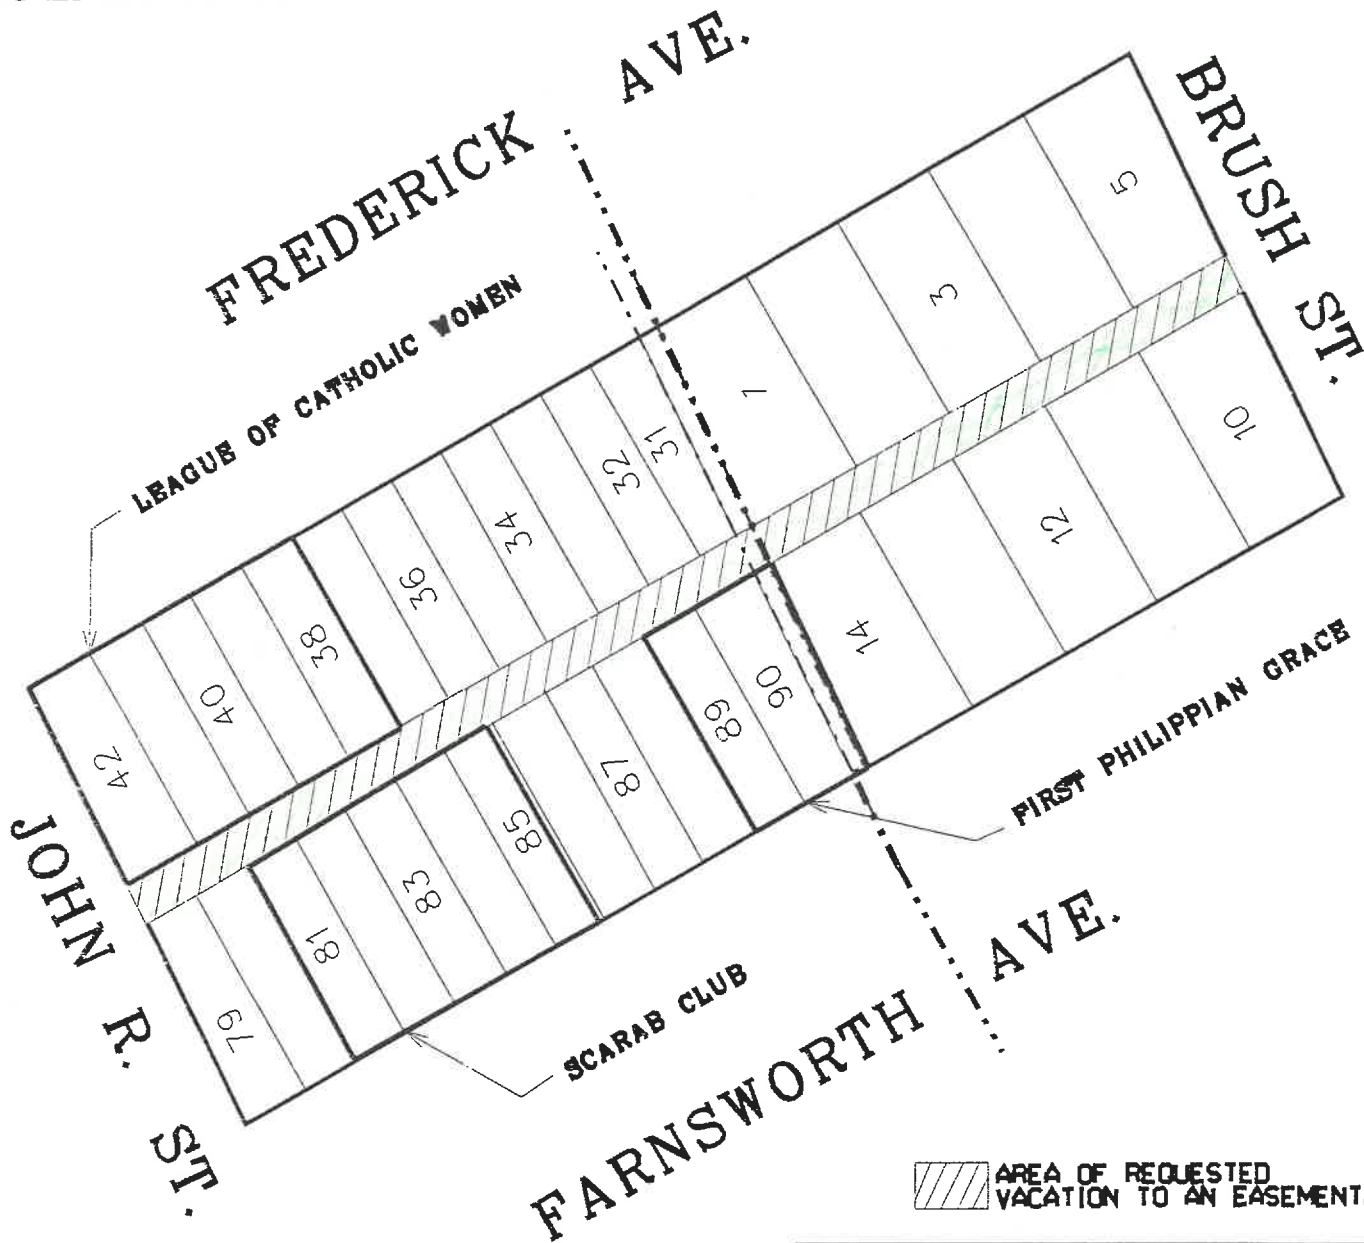 FREDERICK AVE.
BRUSH ST.
LEAGUE OF CATHOLIC WOMEN
5
3
1
31
32
34
36
38
40
42
10
12
14
90
89
87
85
83
81
79
JOHN R. ST.
FIRST PHILIPPIAN GRACE
SCARAB CLUB
FARNSWORTH AVE.
AREA OF REQUESTED
VACATION TO AN EASEMENT